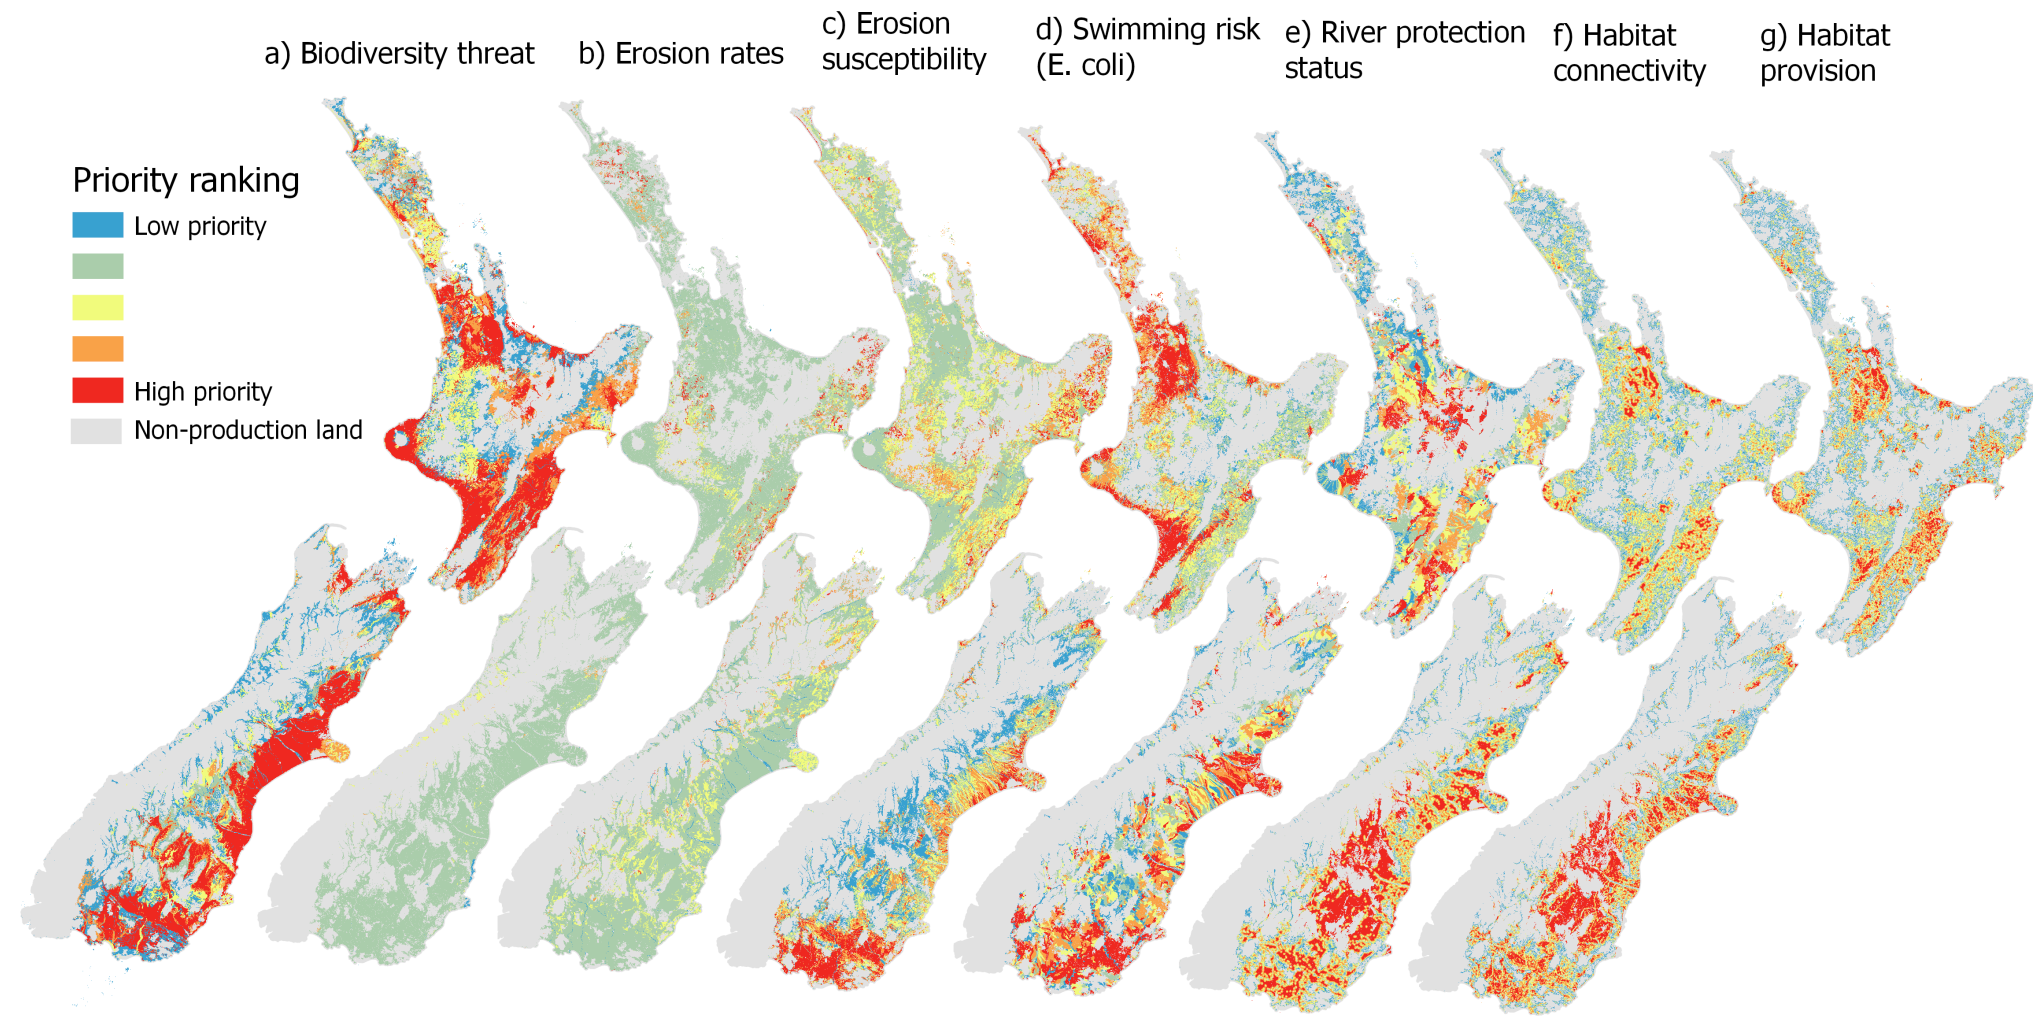 a) Biodiversity threat
b) Erosion rates
c) Erosion
susceptibility
d) Swimming risk
(E. coli)
e) River protection
status
f) Habitat
connectivity
g) Habitat
provision
Priority ranking
Low priority
High priority
Non-production land